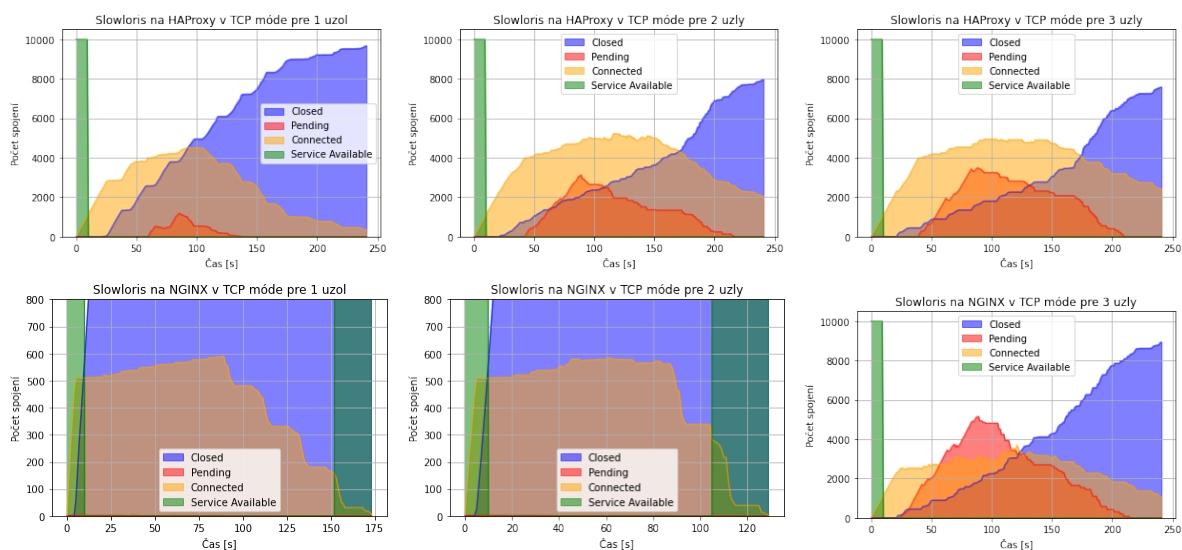 Slowloris na HAProxy v TCP móde pre 1 uzol
Počet spojení
10000
8000
6000
4000
2000
0
Closed
Pending
Connected
Service Available
0 50 100 150 200 250
Čas [s]
Slowloris na HAProxy v TCP móde pre 2 uzly
Počet spojení
10000
8000
6000
4000
2000
0
Closed
Pending
Connected
Service Available
0 50 100 150 200 250
Čas [s]
Slowloris na HAProxy v TCP móde pre 3 uzly
Počet spojení
10000
8000
6000
4000
2000
0
Closed
Pending
Connected
Service Available
0 50 100 150 200 250
Čas [s]
Slowloris na NGINX v TCP móde pre 1 uzol
Počet spojení
800
700
600
500
400
300
200
100
0
Closed
Pending
Connected
Service Available
0 25 50 75 100 125 150 175
Čas [s]
Slowloris na NGINX v TCP móde pre 2 uzly
Počet spojení
800
700
600
500
400
300
200
100
0
Closed
Pending
Connected
Service Available
0 20 40 60 80 100 120
Čas [s]
Slowloris na NGINX v TCP móde pre 3 uzly
Počet spojení
10000
8000
6000
4000
2000
0
Closed
Pending
Connected
Service Available
0 50 100 150 200 250
Čas [s]